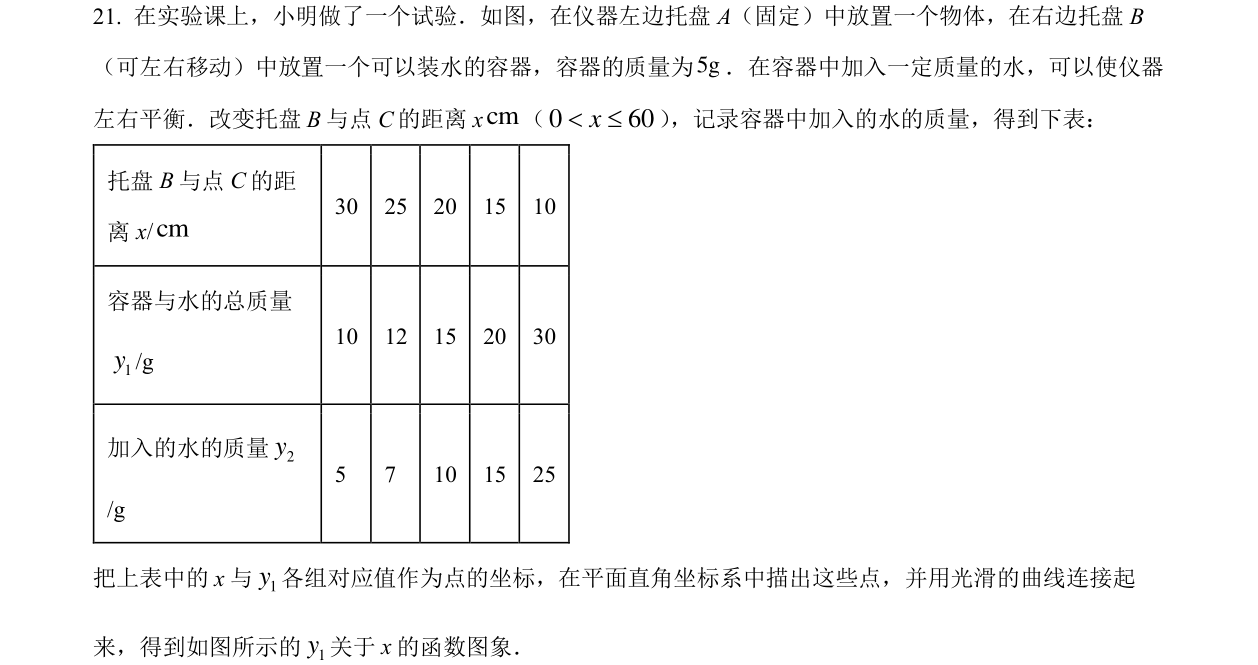 21. 在实验课上，小明做了一个试验．如图，在仪器左边托盘 A（固定）中放置一个物体，在右边托盘 B
（可左右移动）中放置一个可以装水的容器，容器的质量为5g．在容器中加入一定质量的水，可以使仪器
左右平衡．改变托盘 B 与点 C 的距离 x cm（0 < x ≤ 60），记录容器中加入的水的质量，得到下表：
托盘 B 与点 C 的距
离 x/ cm
30 25 20 15 10
容器与水的总质量
y₁ /g
10 12 15 20 30
加入的水的质量 y₂
/g
5 7 10 15 25
把上表中的 x 与 y₁ 各组对应值作为点的坐标，在平面直角坐标系中描出这些点，并用光滑的曲线连接起
来，得到如图所示的 y₁ 关于 x 的函数图象．